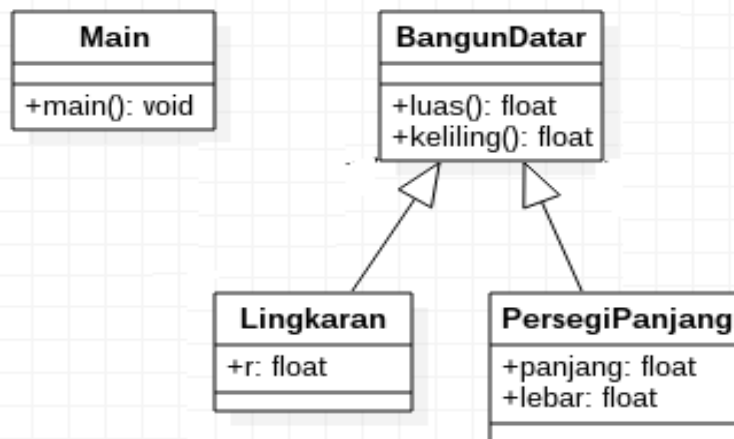 Main
+main(): void
BangunDatar
+luas(): float
+keliling(): float
Lingkaran
+r: float
PersegiPanjang
+panjang: float
+lebar: float